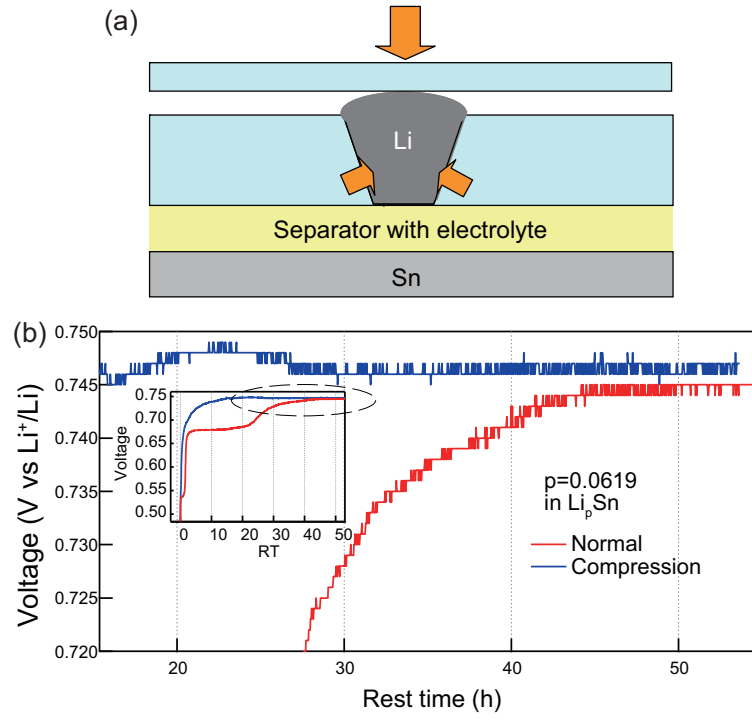 (a)
Li
Separator with electrolyte
Sn
(b)
Voltage (V vs Li⁺/Li)
0.750
0.745
0.740
0.735
0.730
0.725
0.720
20
30
40
50
Rest time (h)
Voltage
0.75
0.70
0.65
0.60
0.55
0.50
0 10 20 30 40 50
RT
p=0.0619
in LiₚSn
Normal
Compression